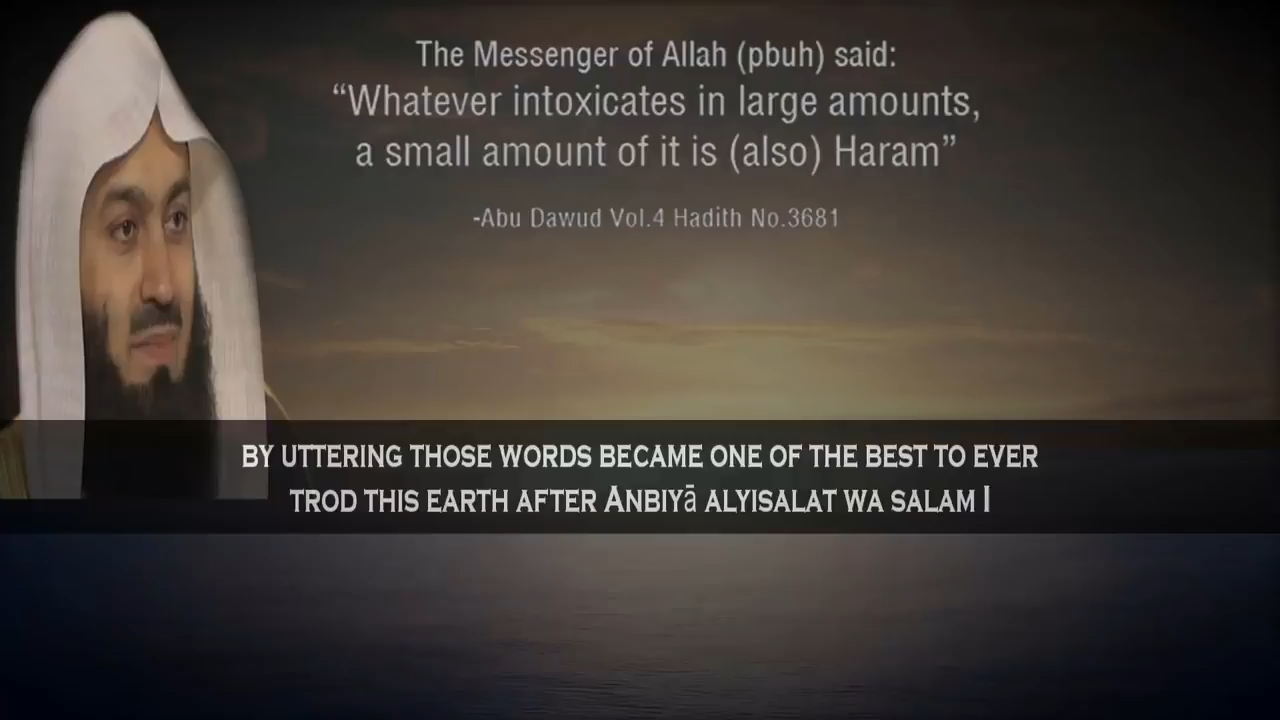 The Messenger of Allah (pbuh) said:
“Whatever intoxicates in large amounts,
a small amount of it is (also) Haram”
-Abu Dawud Vol.4 Hadith No.3681
BY UTTERING THOSE WORDS BECAME ONE OF THE BEST TO EVER
TROD THIS EARTH AFTER ANBIYā ALYISALAT WA SALAM I